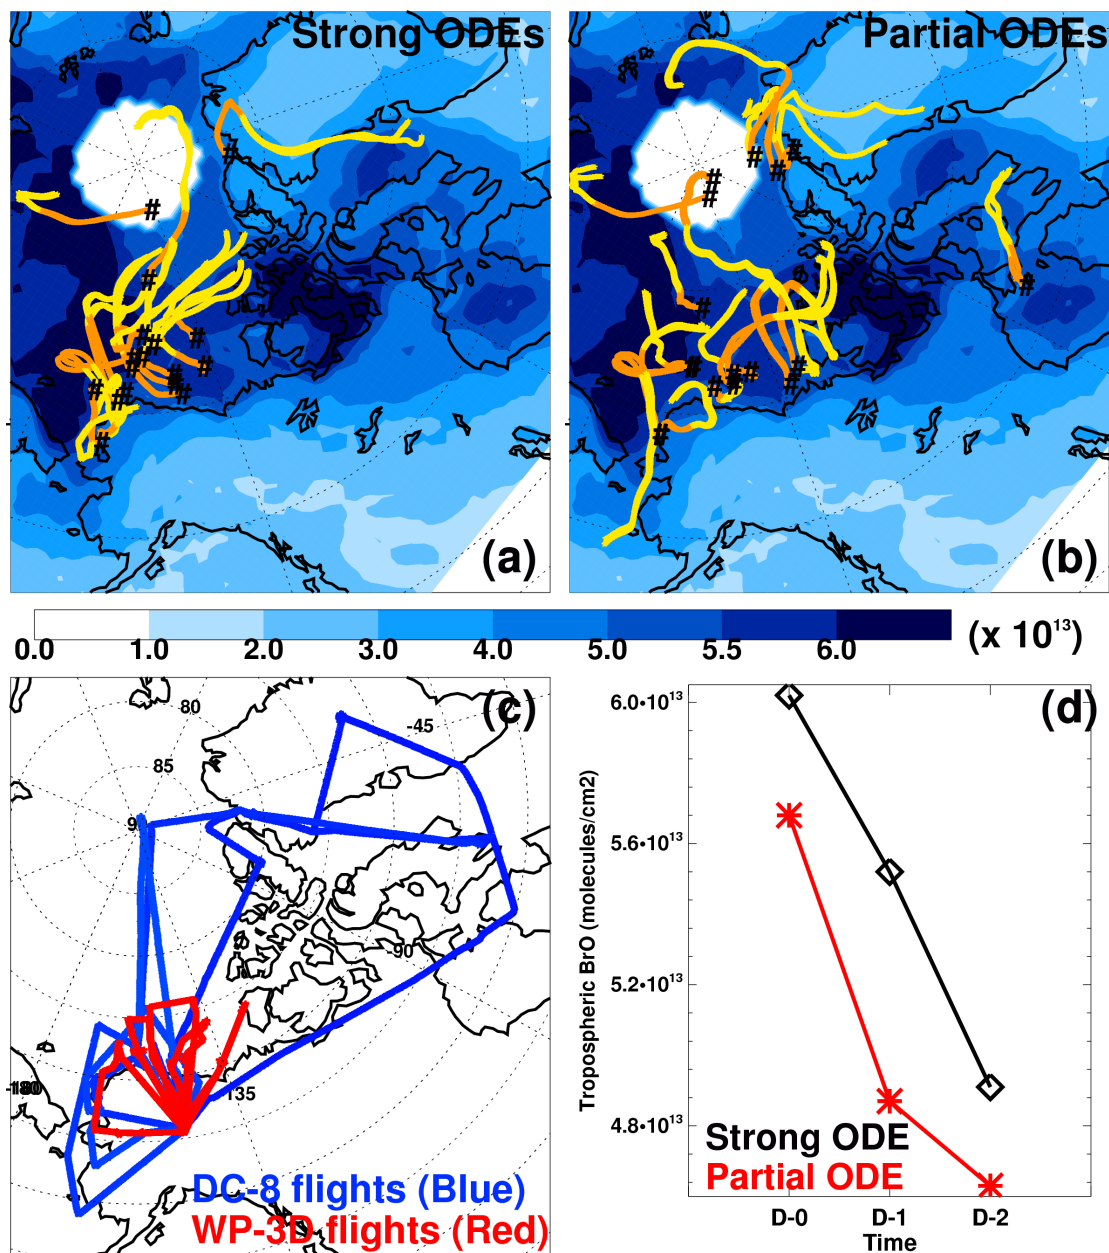 Strong ODEs
Partial ODEs
(a)
(b)
0.0 1.0 2.0 3.0 4.0 5.0 5.5 6.0
(x 10¹³)
(c)
80
-45
85
-90
135
DC-8 flights (Blue)
WP-3D flights (Red)
(d)
6.0•10¹³
5.6•10¹³
5.2•10¹³
4.8•10¹³
Tropospheric BrO (molecules/cm2)
Strong ODE
Partial ODE
D-0 D-1 D-2
Time